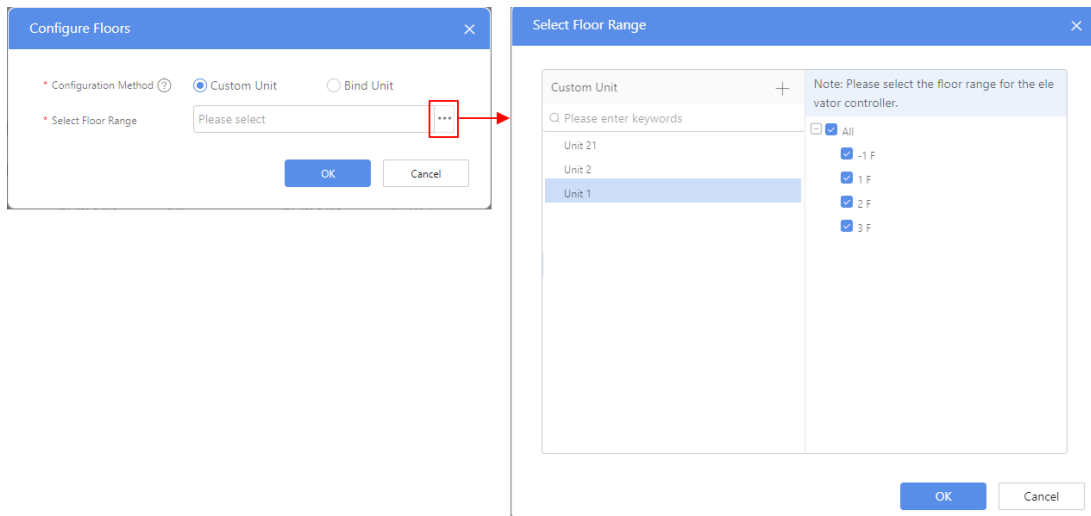 Configure Floors
* Configuration Method ? Custom Unit Bind Unit
* Select Floor Range Please select ...
OK Cancel
Select Floor Range
Custom Unit
Please enter keywords
Unit 21
Unit 2
Unit 1
Note: Please select the floor range for the ele
vator controller.
All
-1 F
1 F
2 F
3 F
OK Cancel